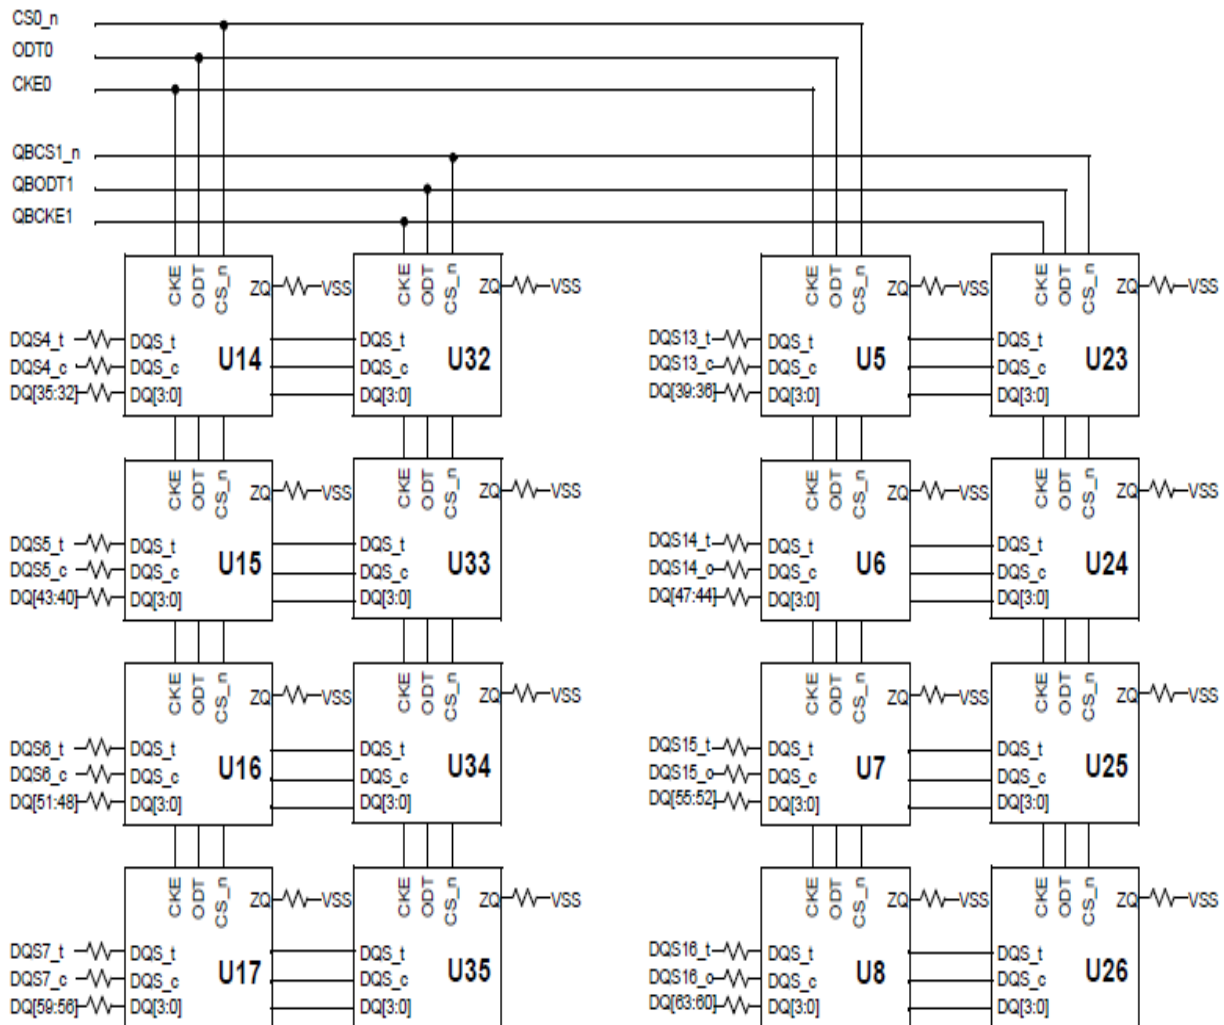 CS0_n
ODT0
CKE0
QBCS1_n
QBODT1
QBCKE1
CKE ODT CS_n ZQ VSS CKE ODT CS_n ZQ VSS CKE ODT CS_n ZQ VSS CKE ODT CS_n ZQ VSS
DQS4_t DQS_t DQS_t DQS13_t DQS_t DQS_t
DQS4_c DQS_c U14 DQS_c U32 DQS13_c DQS_c U5 DQS_c U23
DQ[35:32] DQ[3:0] DQ[3:0] DQ[39:36] DQ[3:0] DQ[3:0]
CKE ODT CS_n ZQ VSS CKE ODT CS_n ZQ VSS CKE ODT CS_n ZQ VSS CKE ODT CS_n ZQ VSS
DQS5_t DQS_t DQS_t DQS14_t DQS_t DQS_t
DQS5_c DQS_c U15 DQS_c U33 DQS14_c DQS_c U6 DQS_c U24
DQ[43:40] DQ[3:0] DQ[3:0] DQ[47:44] DQ[3:0] DQ[3:0]
CKE ODT CS_n ZQ VSS CKE ODT CS_n ZQ VSS CKE ODT CS_n ZQ VSS CKE ODT CS_n ZQ VSS
DQS6_t DQS_t DQS_t DQS15_t DQS_t DQS_t
DQS6_c DQS_c U16 DQS_c U34 DQS15_c DQS_c U7 DQS_c U25
DQ[51:48] DQ[3:0] DQ[3:0] DQ[55:52] DQ[3:0] DQ[3:0]
CKE ODT CS_n ZQ VSS CKE ODT CS_n ZQ VSS CKE ODT CS_n ZQ VSS CKE ODT CS_n ZQ VSS
DQS7_t DQS_t DQS_t DQS16_t DQS_t DQS_t
DQS7_c DQS_c U17 DQS_c U35 DQS16_c DQS_c U8 DQS_c U26
DQ[59:56] DQ[3:0] DQ[3:0] DQ[63:60] DQ[3:0] DQ[3:0]